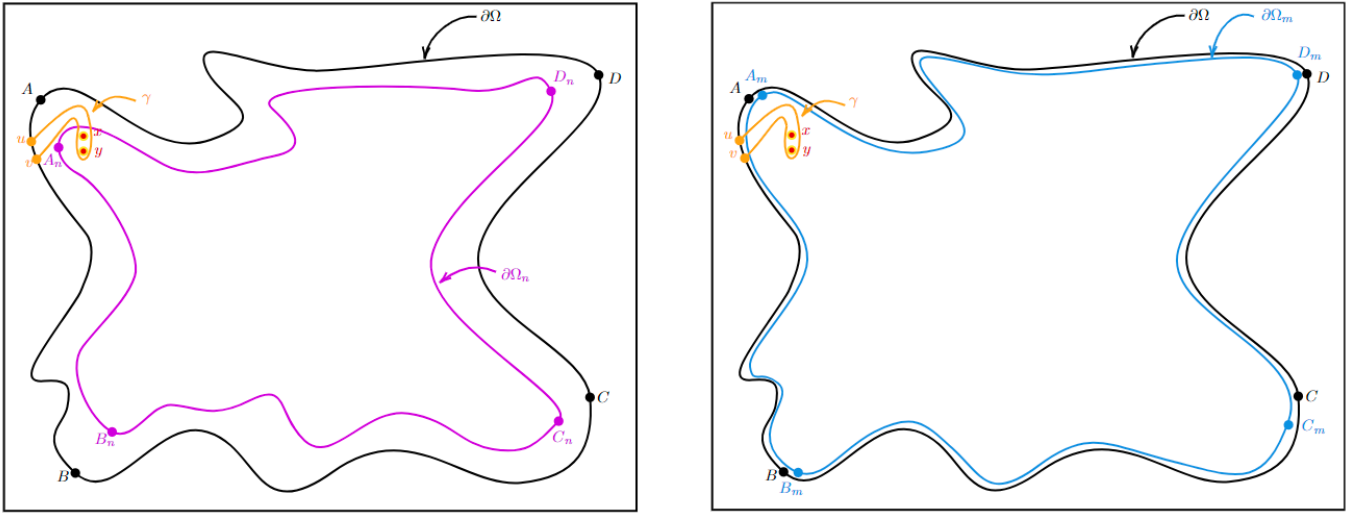 ∂Ω
A
D_n
D
γ
u
x
v
A_n
y
∂Ω_n
C
C_n
B_n
B
∂Ω
∂Ω_m
D_m
D
A
A_m
γ
u
x
v
y
C
C_m
B
B_m